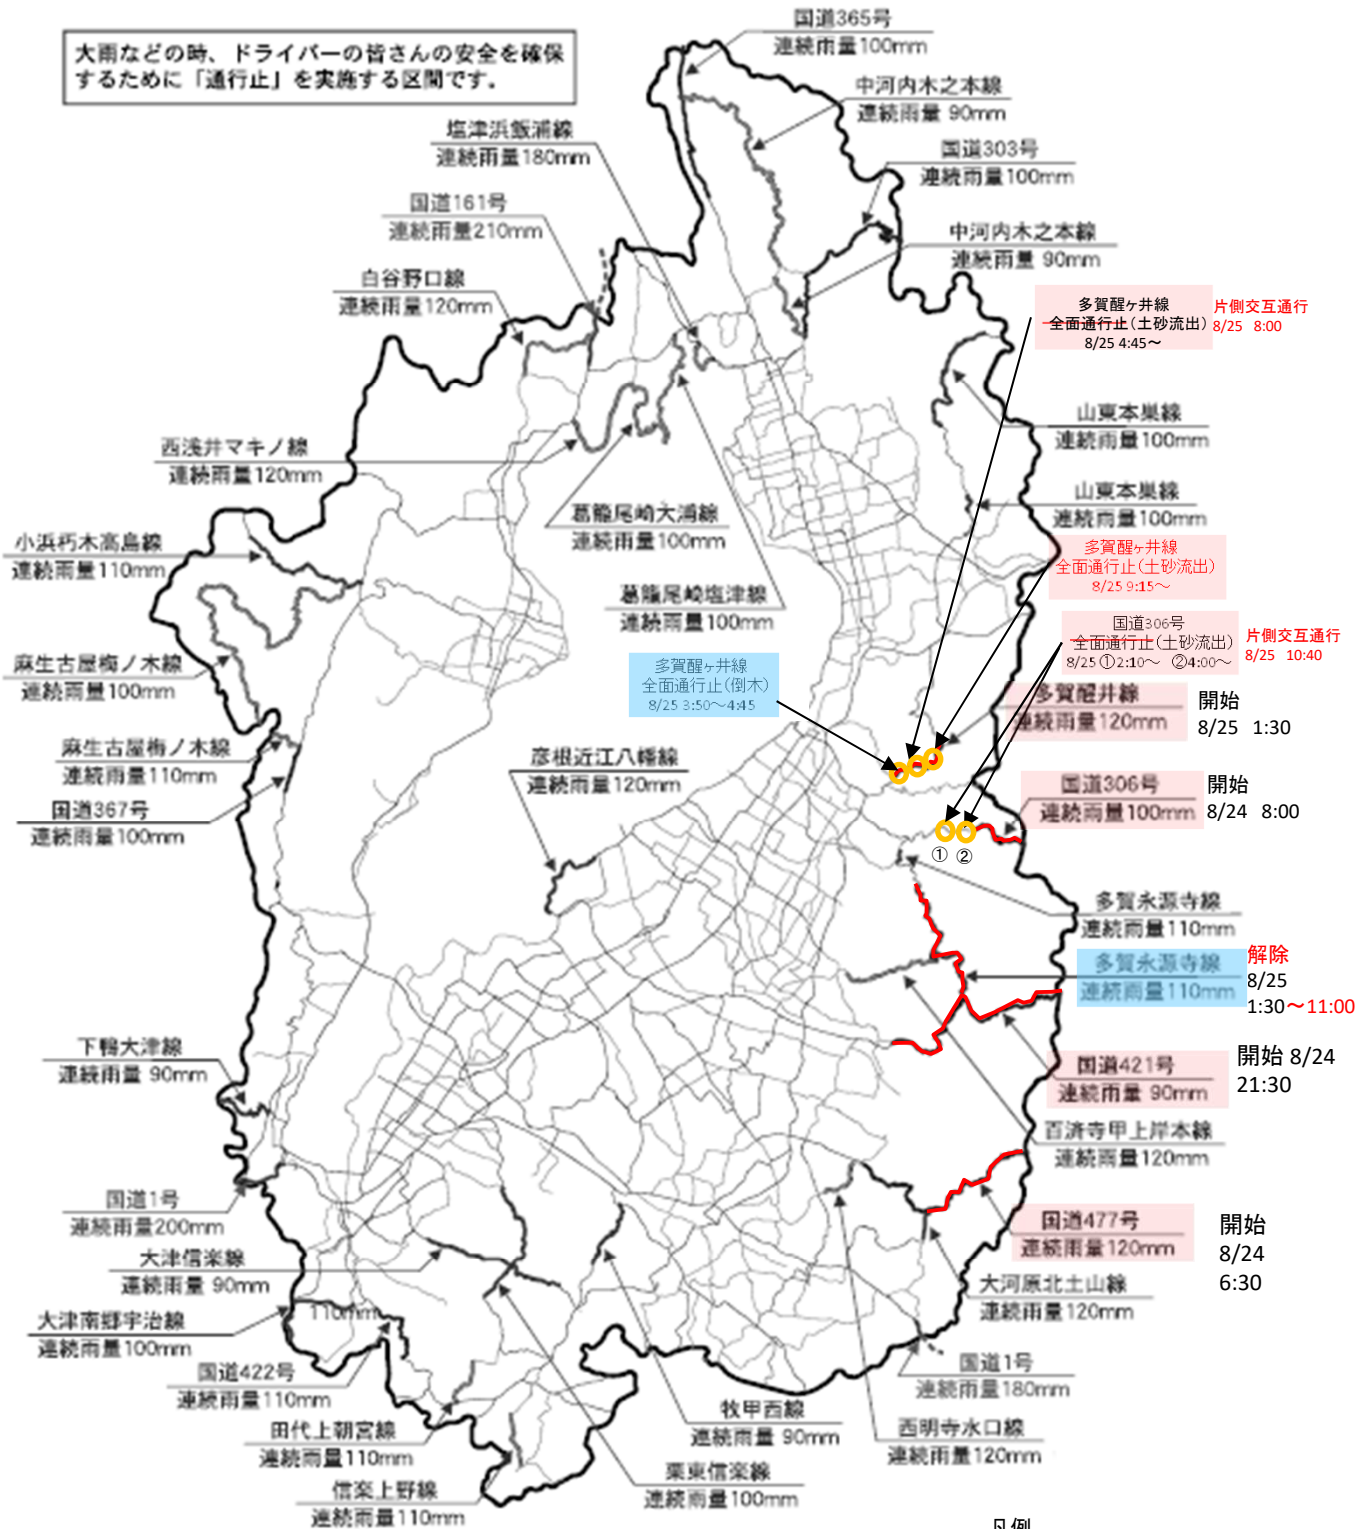 大雨などの時、ドライバーの皆さんの安全を確保
するために「通行止」を実施する区間です。
国道365号
連続雨量100mm
中河内木之本線
連続雨量 90mm
塩津浜飯浦線
連続雨量180mm
国道303号
連続雨量100mm
国道161号
連続雨量210mm
中河内木之本線
連続雨量 90mm
白谷野口線
連続雨量120mm
多賀醒ヶ井線
全面通行止(土砂流出)
8/25 4:45～
片側交互通行
8/25 8:00
山東本巣線
連続雨量100mm
西浅井マキノ線
連続雨量120mm
山東本巣線
連続雨量100mm
葛籠尾崎大浦線
連続雨量100mm
小浜朽木高島線
連続雨量110mm
多賀醒ヶ井線
全面通行止(土砂流出)
8/25 9:15～
葛籠尾崎塩津線
連続雨量100mm
国道306号
全面通行止(土砂流出)
8/25 ①2:10～ ②4:00～
片側交互通行
8/25 10:40
麻生古屋梅ノ木線
連続雨量100mm
多賀醒ヶ井線
全面通行止(倒木)
8/25 3:50～4:45
多賀醒井線
連続雨量120mm
開始
8/25 1:30
麻生古屋梅ノ木線
連続雨量110mm
彦根近江八幡線
連続雨量120mm
国道306号
連続雨量100mm
開始
8/24 8:00
国道367号
連続雨量100mm
① ②
多賀永源寺線
連続雨量110mm
多賀永源寺線
連続雨量110mm
解除
8/25
1:30～11:00
下鴨大津線
連続雨量 90mm
国道421号
連続雨量 90mm
開始 8/24
21:30
百済寺甲上岸本線
連続雨量120mm
国道1号
連続雨量200mm
国道477号
連続雨量120mm
開始
8/24
6:30
大津信楽線
連続雨量 90mm
大河原北土山線
連続雨量120mm
110mm
大津南郷宇治線
連続雨量100mm
国道422号
連続雨量110mm
国道1号
連続雨量180mm
田代上朝宮線
連続雨量110mm
牧甲西線
連続雨量 90mm
西明寺水口線
連続雨量120mm
栗東信楽線
連続雨量100mm
信楽上野線
連続雨量110mm
凡例